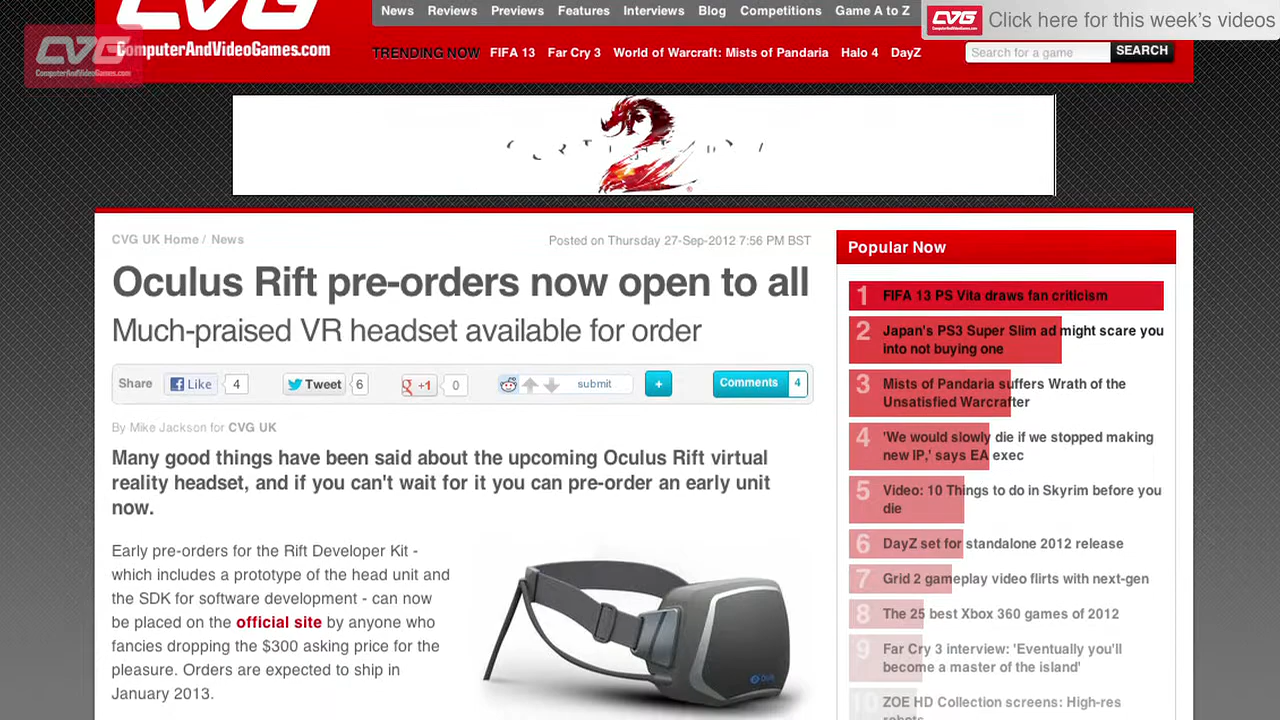 CVG
ComputerAndVideoGames.com
CVG
ComputerAndVideoGames.com
News Reviews Previews Features Interviews Blog Competitions Game A to Z
CVG Click here for this week's videos
TRENDING NOW FIFA 13 Far Cry 3 World of Warcraft: Mists of Pandaria Halo 4 DayZ
Search for a game SEARCH
CVG UK Home / News
Posted on Thursday 27-Sep-2012 7:56 PM BST
Oculus Rift pre-orders now open to all
Much-praised VR headset available for order
Share Like 4 Tweet 6 +1 0 submit + Comments 4
By Mike Jackson for CVG UK
Many good things have been said about the upcoming Oculus Rift virtual
reality headset, and if you can't wait for it you can pre-order an early unit
now.
Early pre-orders for the Rift Developer Kit -
which includes a prototype of the head unit and
the SDK for software development - can now
be placed on the official site by anyone who
fancies dropping the $300 asking price for the
pleasure. Orders are expected to ship in
January 2013.
Popular Now
1 FIFA 13 PS Vita draws fan criticism
2 Japan's PS3 Super Slim ad might scare you
into not buying one
3 Mists of Pandaria suffers Wrath of the
Unsatisfied Warcrafter
4 'We would slowly die if we stopped making
new IP,' says EA exec
5 Video: 10 Things to do in Skyrim before you
die
6 DayZ set for standalone 2012 release
7 Grid 2 gameplay video flirts with next-gen
8 The 25 best Xbox 360 games of 2012
9 Far Cry 3 interview: 'Eventually you'll
become a master of the island'
10 ZOE HD Collection screens: High-res
robots